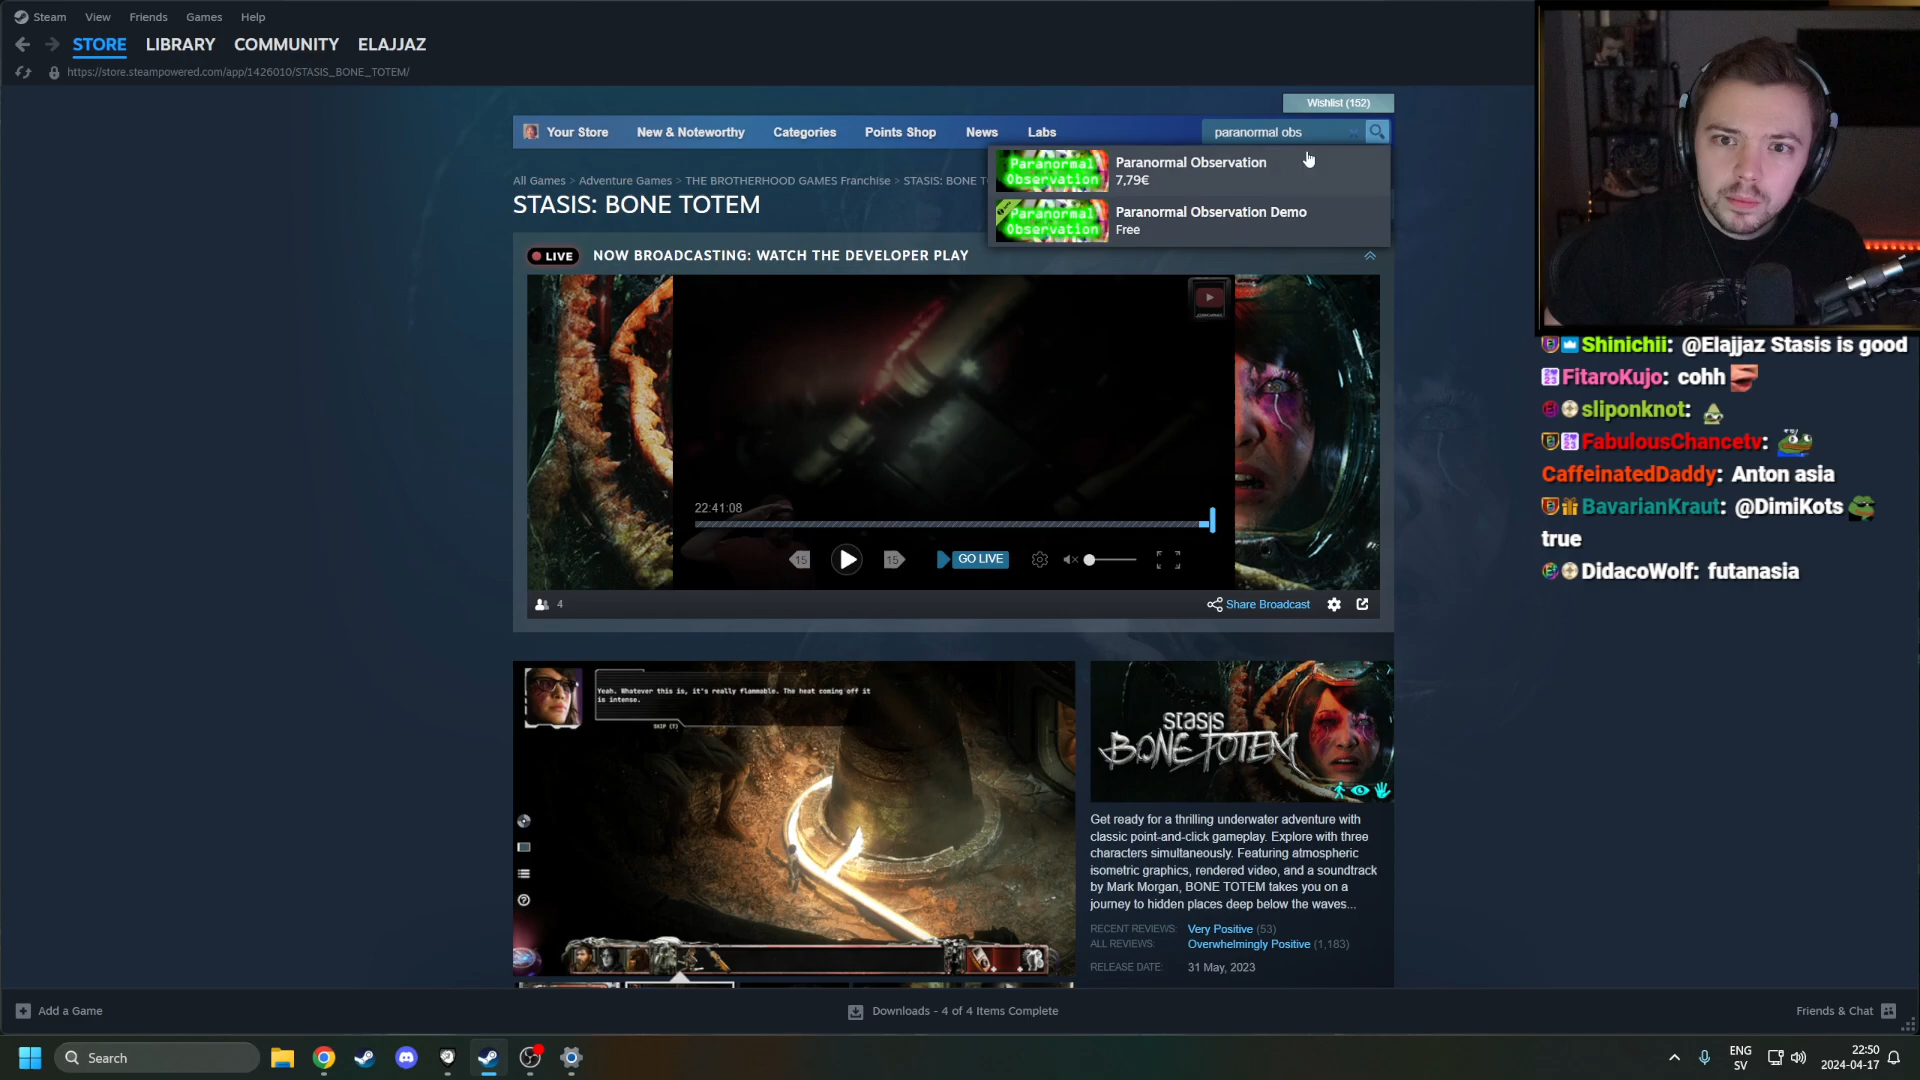 Steam View Friends Games Help
STORE LIBRARY COMMUNITY ELAJJAZ
https://store.steampowered.com/app/1426010/STASIS_BONE_TOTEM/
Wishlist (152)
Your Store New & Noteworthy Categories Points Shop News Labs paranormal obs
Paranormal Observation
Paranormal Observation
7,79€
Paranormal Observation
Paranormal Observation Demo
Free
All Games > Adventure Games > THE BROTHERHOOD GAMES Franchise > STASIS: BONE T
STASIS: BONE TOTEM
LIVE NOW BROADCASTING: WATCH THE DEVELOPER PLAY
22:41:08
15 15 GO LIVE
4 Share Broadcast
Yeah. Whatever this is, it's really flammable. The heat coming off it
is intense.
SKIP [T]
STASIS
BONE TOTEM
Get ready for a thrilling underwater adventure with
classic point-and-click gameplay. Explore with three
characters simultaneously. Featuring atmospheric
isometric graphics, rendered video, and a soundtrack
by Mark Morgan, BONE TOTEM takes you on a
journey to hidden places deep below the waves...
RECENT REVIEWS: Very Positive (53)
ALL REVIEWS: Overwhelmingly Positive (1,183)
RELEASE DATE: 31 May, 2023
Shinichii: @Elajjaz Stasis is good
FitaroKujo: cohh
sliponknot:
FabulousChancetv:
CaffeinatedDaddy: Anton asia
BavarianKraut: @DimiKots
true
DidacoWolf: futanasia
Add a Game Downloads - 4 of 4 Items Complete Friends & Chat
Search
ENG
SV
22:50
2024-04-17